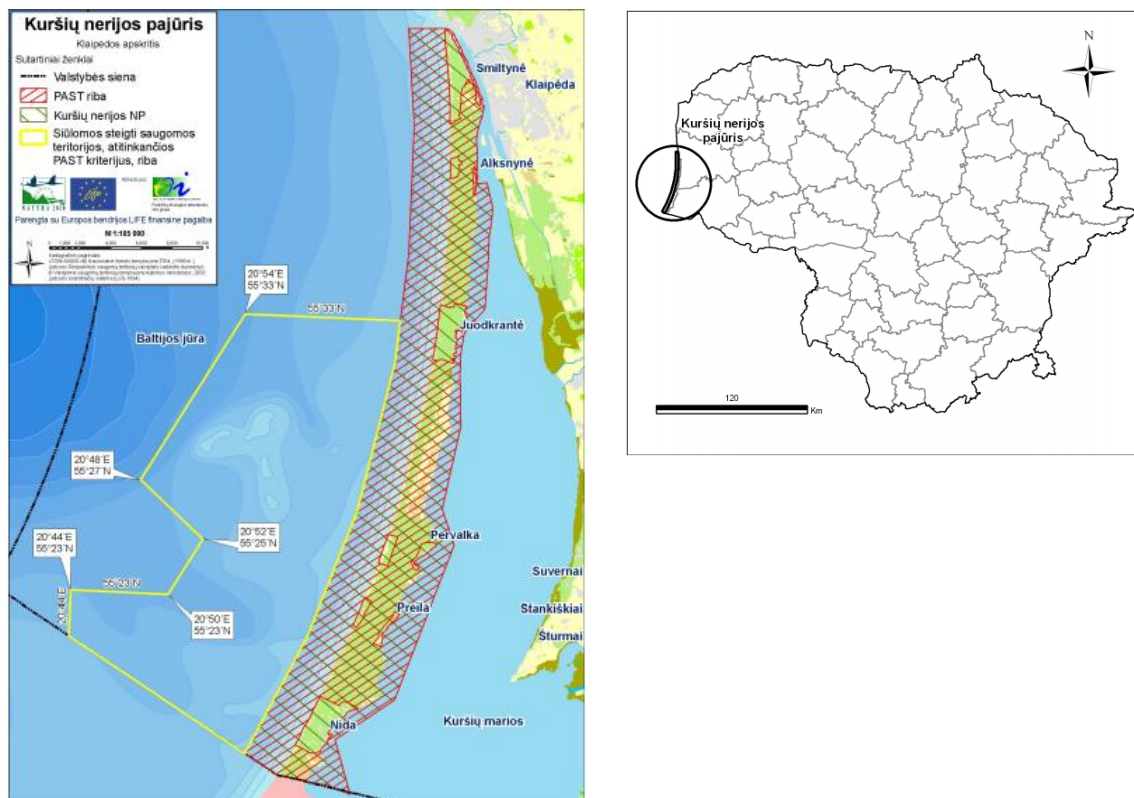 Kuršių nerijos pajūris
Klaipėdos apskritis
Sutartiniai ženklai
Valstybės siena
PAST riba
Kuršių nerijos NP
Siūlomos steigti saugomos
teritorijos, atitinkančios
PAST kriterijus, riba
NATURA 2000
Parengta su Europos bendrijos LIFE finansine pagalba
M 1:185 000
N
Smiltynė
Klaipėda
Alksnynė
20°54'E
55°33'N
55°33'N
Baltijos jūra
Juodkrantė
20°48'E
55°27'N
20°52'E
55°25'N
Pervalka
20°44'E
55°23'N
55°23'N
20°44'E
20°50'E
55°23'N
Suvernai
Preila
Stankiškiai
Šturmai
Nida
Kuršių marios
N
Kuršių nerijos
pajūris
120
Km